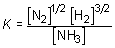 K = [N₂]^1/2 [H₂]^3/2 / [NH₃]